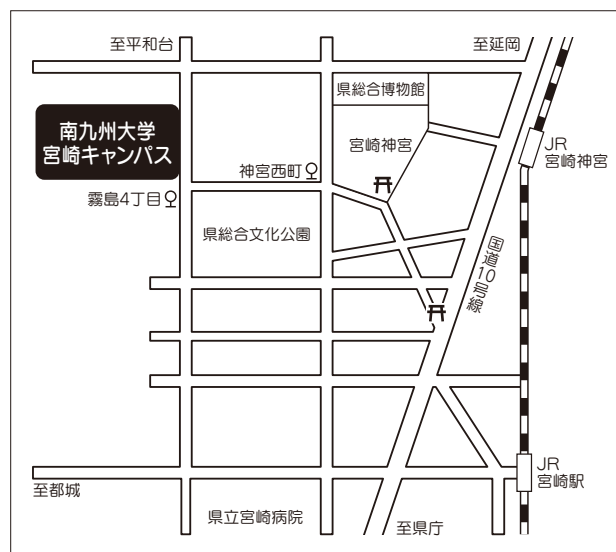 至平和台
至延岡
県総合博物館
南九州大学
宮崎キャンパス
宮崎神宮
JR
宮崎神宮
神宮西町
霧島4丁目
県総合文化公園
国道10号線
JR
宮崎駅
至都城
県立宮崎病院
至県庁